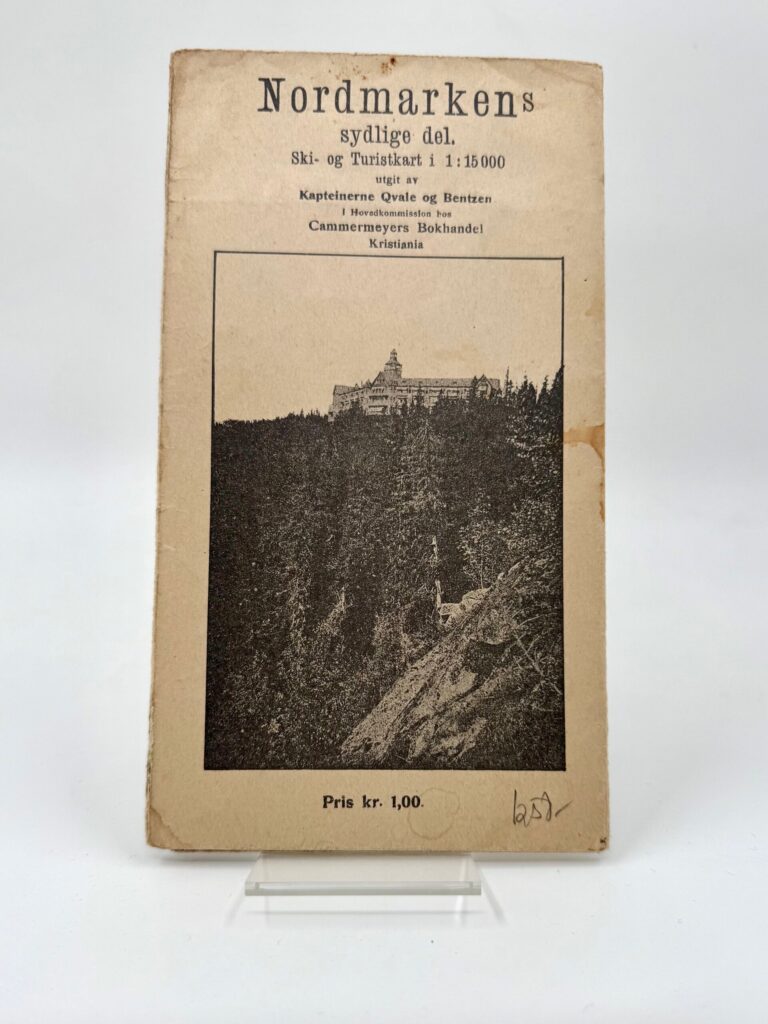 Nordmarkens
sydlige del.
Ski- og Turistkart i 1:15000
utgit av
Kapteinerne Qvale og Bentzen
I Hovedkommission hos
Cammermeyers Bokhandel
Kristiania
Pris kr. 1,00.